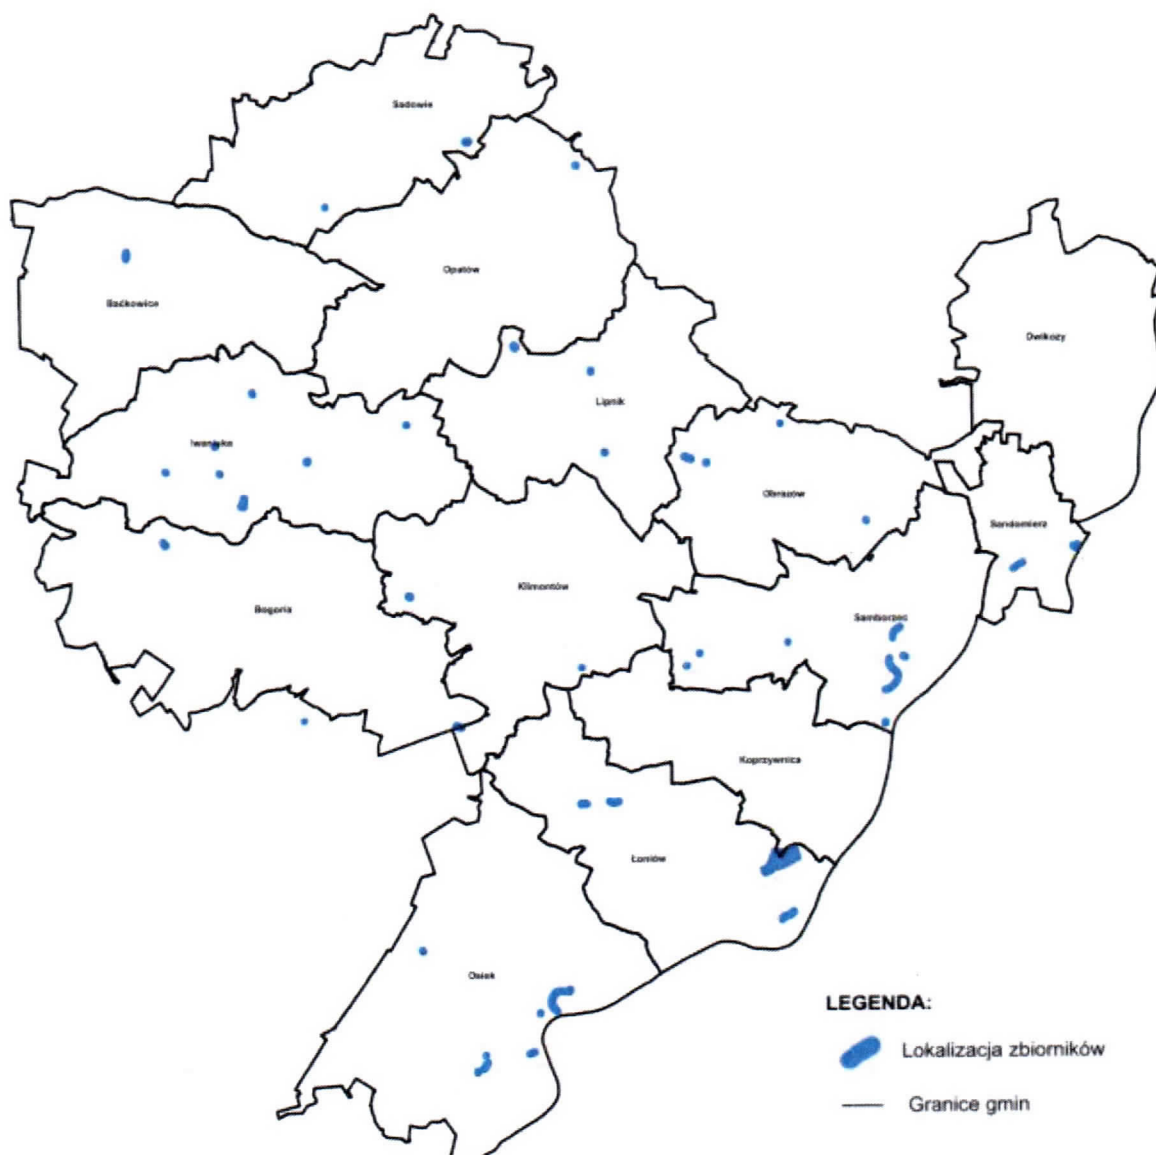 Sadowie
Opatów
Baćkowice
Dwikozy
Lipnik
Iwaniska
Obrazów
Sandomierz
Klimontów
Bogoria
Samborzec
Koprzywnica
Łoniów
Osiek
LEGENDA:
Lokalizacja zbiorników
Granice gmin